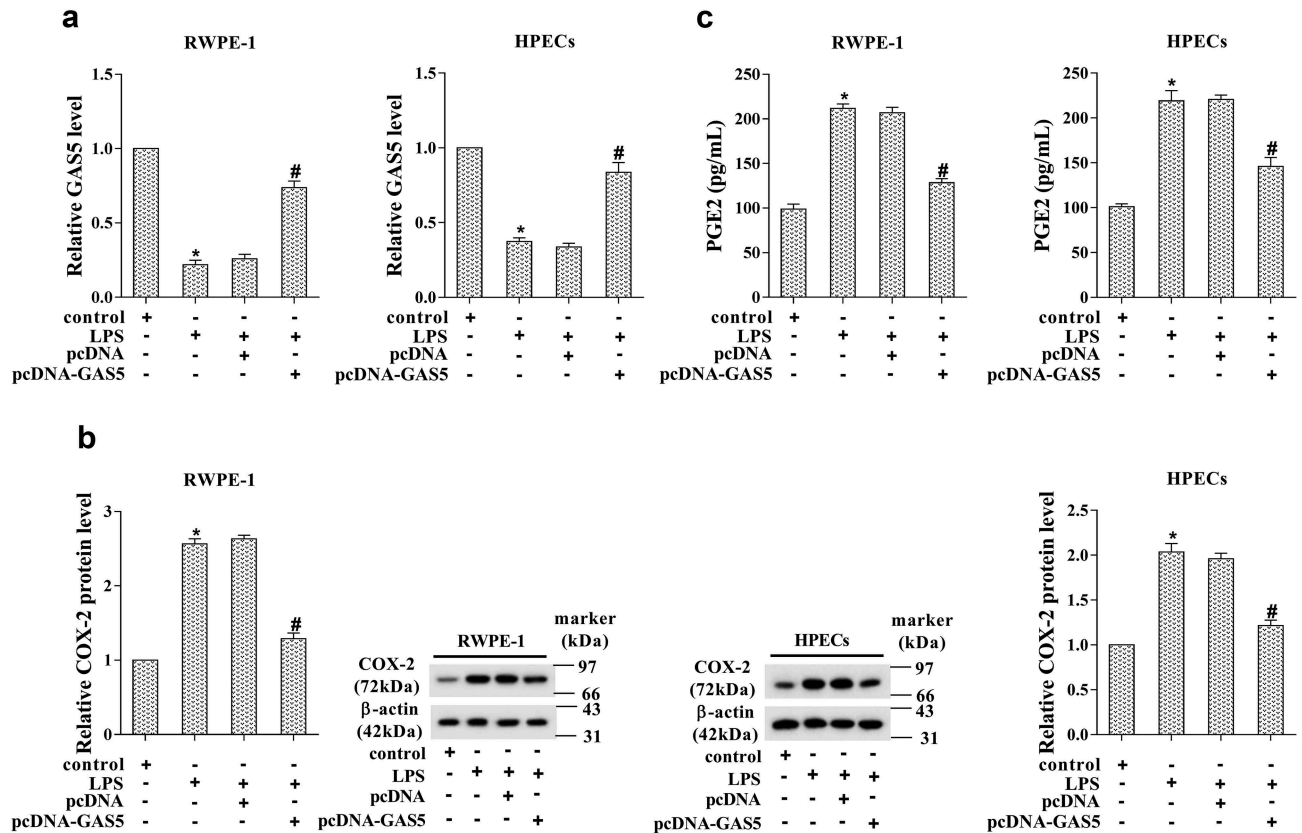 a
RWPE-1
Relative GAS5 level
1.5
1.0
0.5
0.0
*
#
control + - - -
LPS - + + +
pcDNA - - + -
pcDNA-GAS5 - - - +
HPECs
Relative GAS5 level
1.5
1.0
0.5
0.0
*
#
control + - - -
LPS - + + +
pcDNA - - + -
pcDNA-GAS5 - - - +
c
RWPE-1
PGE2 (pg/mL)
250
200
150
100
50
0
*
#
control + - - -
LPS - + + +
pcDNA - - + -
pcDNA-GAS5 - - - +
HPECs
PGE2 (pg/mL)
250
200
150
100
50
0
*
#
control + - - -
LPS - + + +
pcDNA - - + -
pcDNA-GAS5 - - - +
b
RWPE-1
Relative COX-2 protein level
3
2
1
0
*
#
control + - - -
LPS - + + +
pcDNA - - + -
pcDNA-GAS5 - - - +
RWPE-1
marker
(kDa)
COX-2
(72kDa)
97
66
β-actin
(42kDa)
43
31
control + - - -
LPS - + + +
pcDNA - - + -
pcDNA-GAS5 - - - +
HPECs
marker
(kDa)
COX-2
(72kDa)
97
66
β-actin
(42kDa)
43
31
control + - - -
LPS - + + +
pcDNA - - + -
pcDNA-GAS5 - - - +
HPECs
Relative COX-2 protein level
2.5
2.0
1.5
1.0
0.5
0.0
*
#
control + - - -
LPS - + + +
pcDNA - - + -
pcDNA-GAS5 - - - +